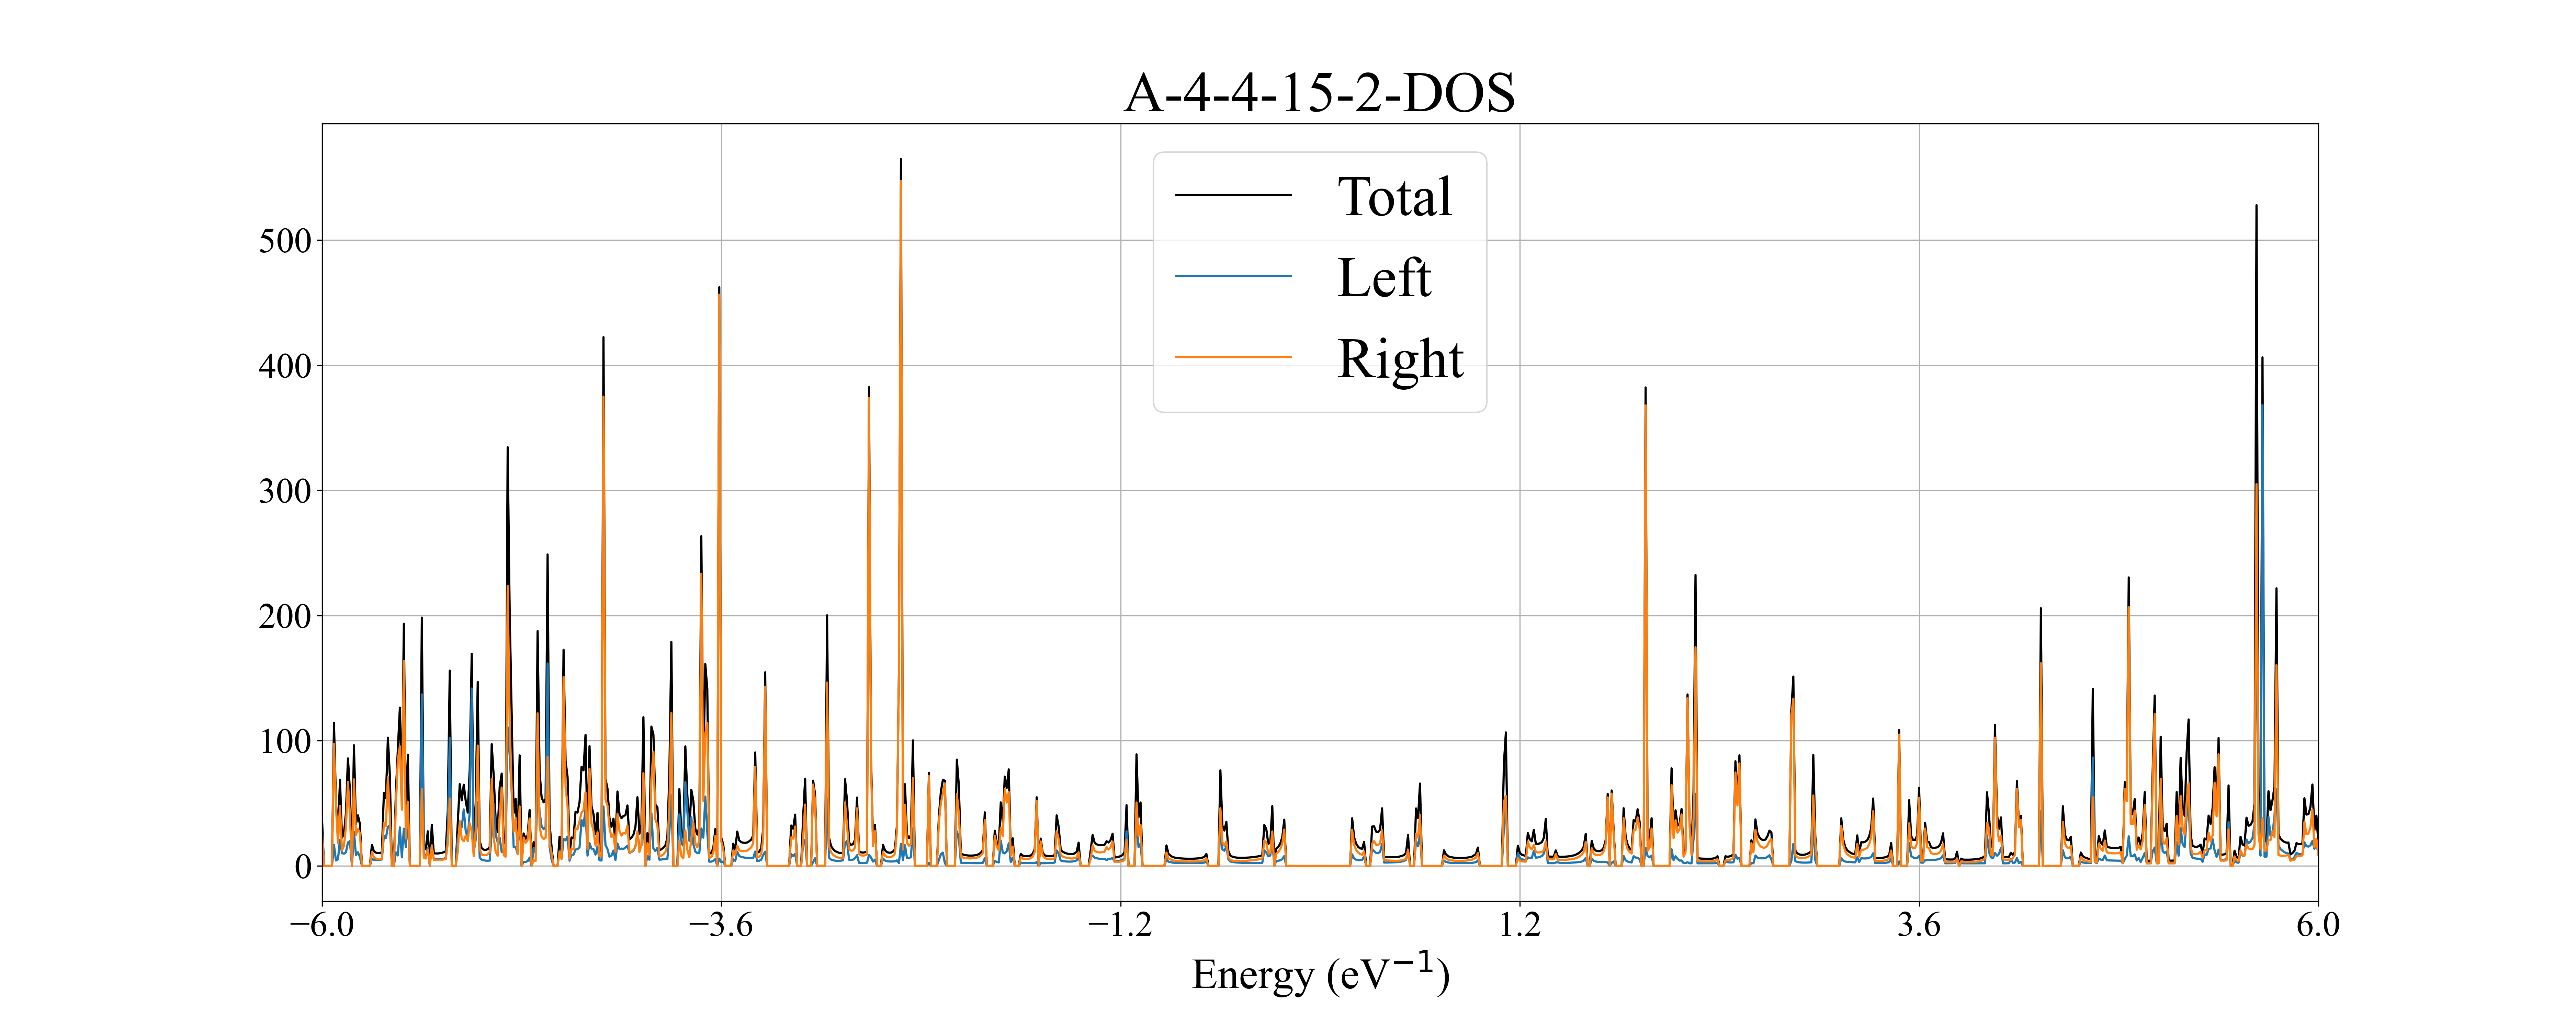 A-4-4-15-2-DOS
Total
Left
Right
500
400
300
200
100
0
−6.0 −3.6 −1.2 1.2 3.6 6.0
Energy (eV⁻¹)